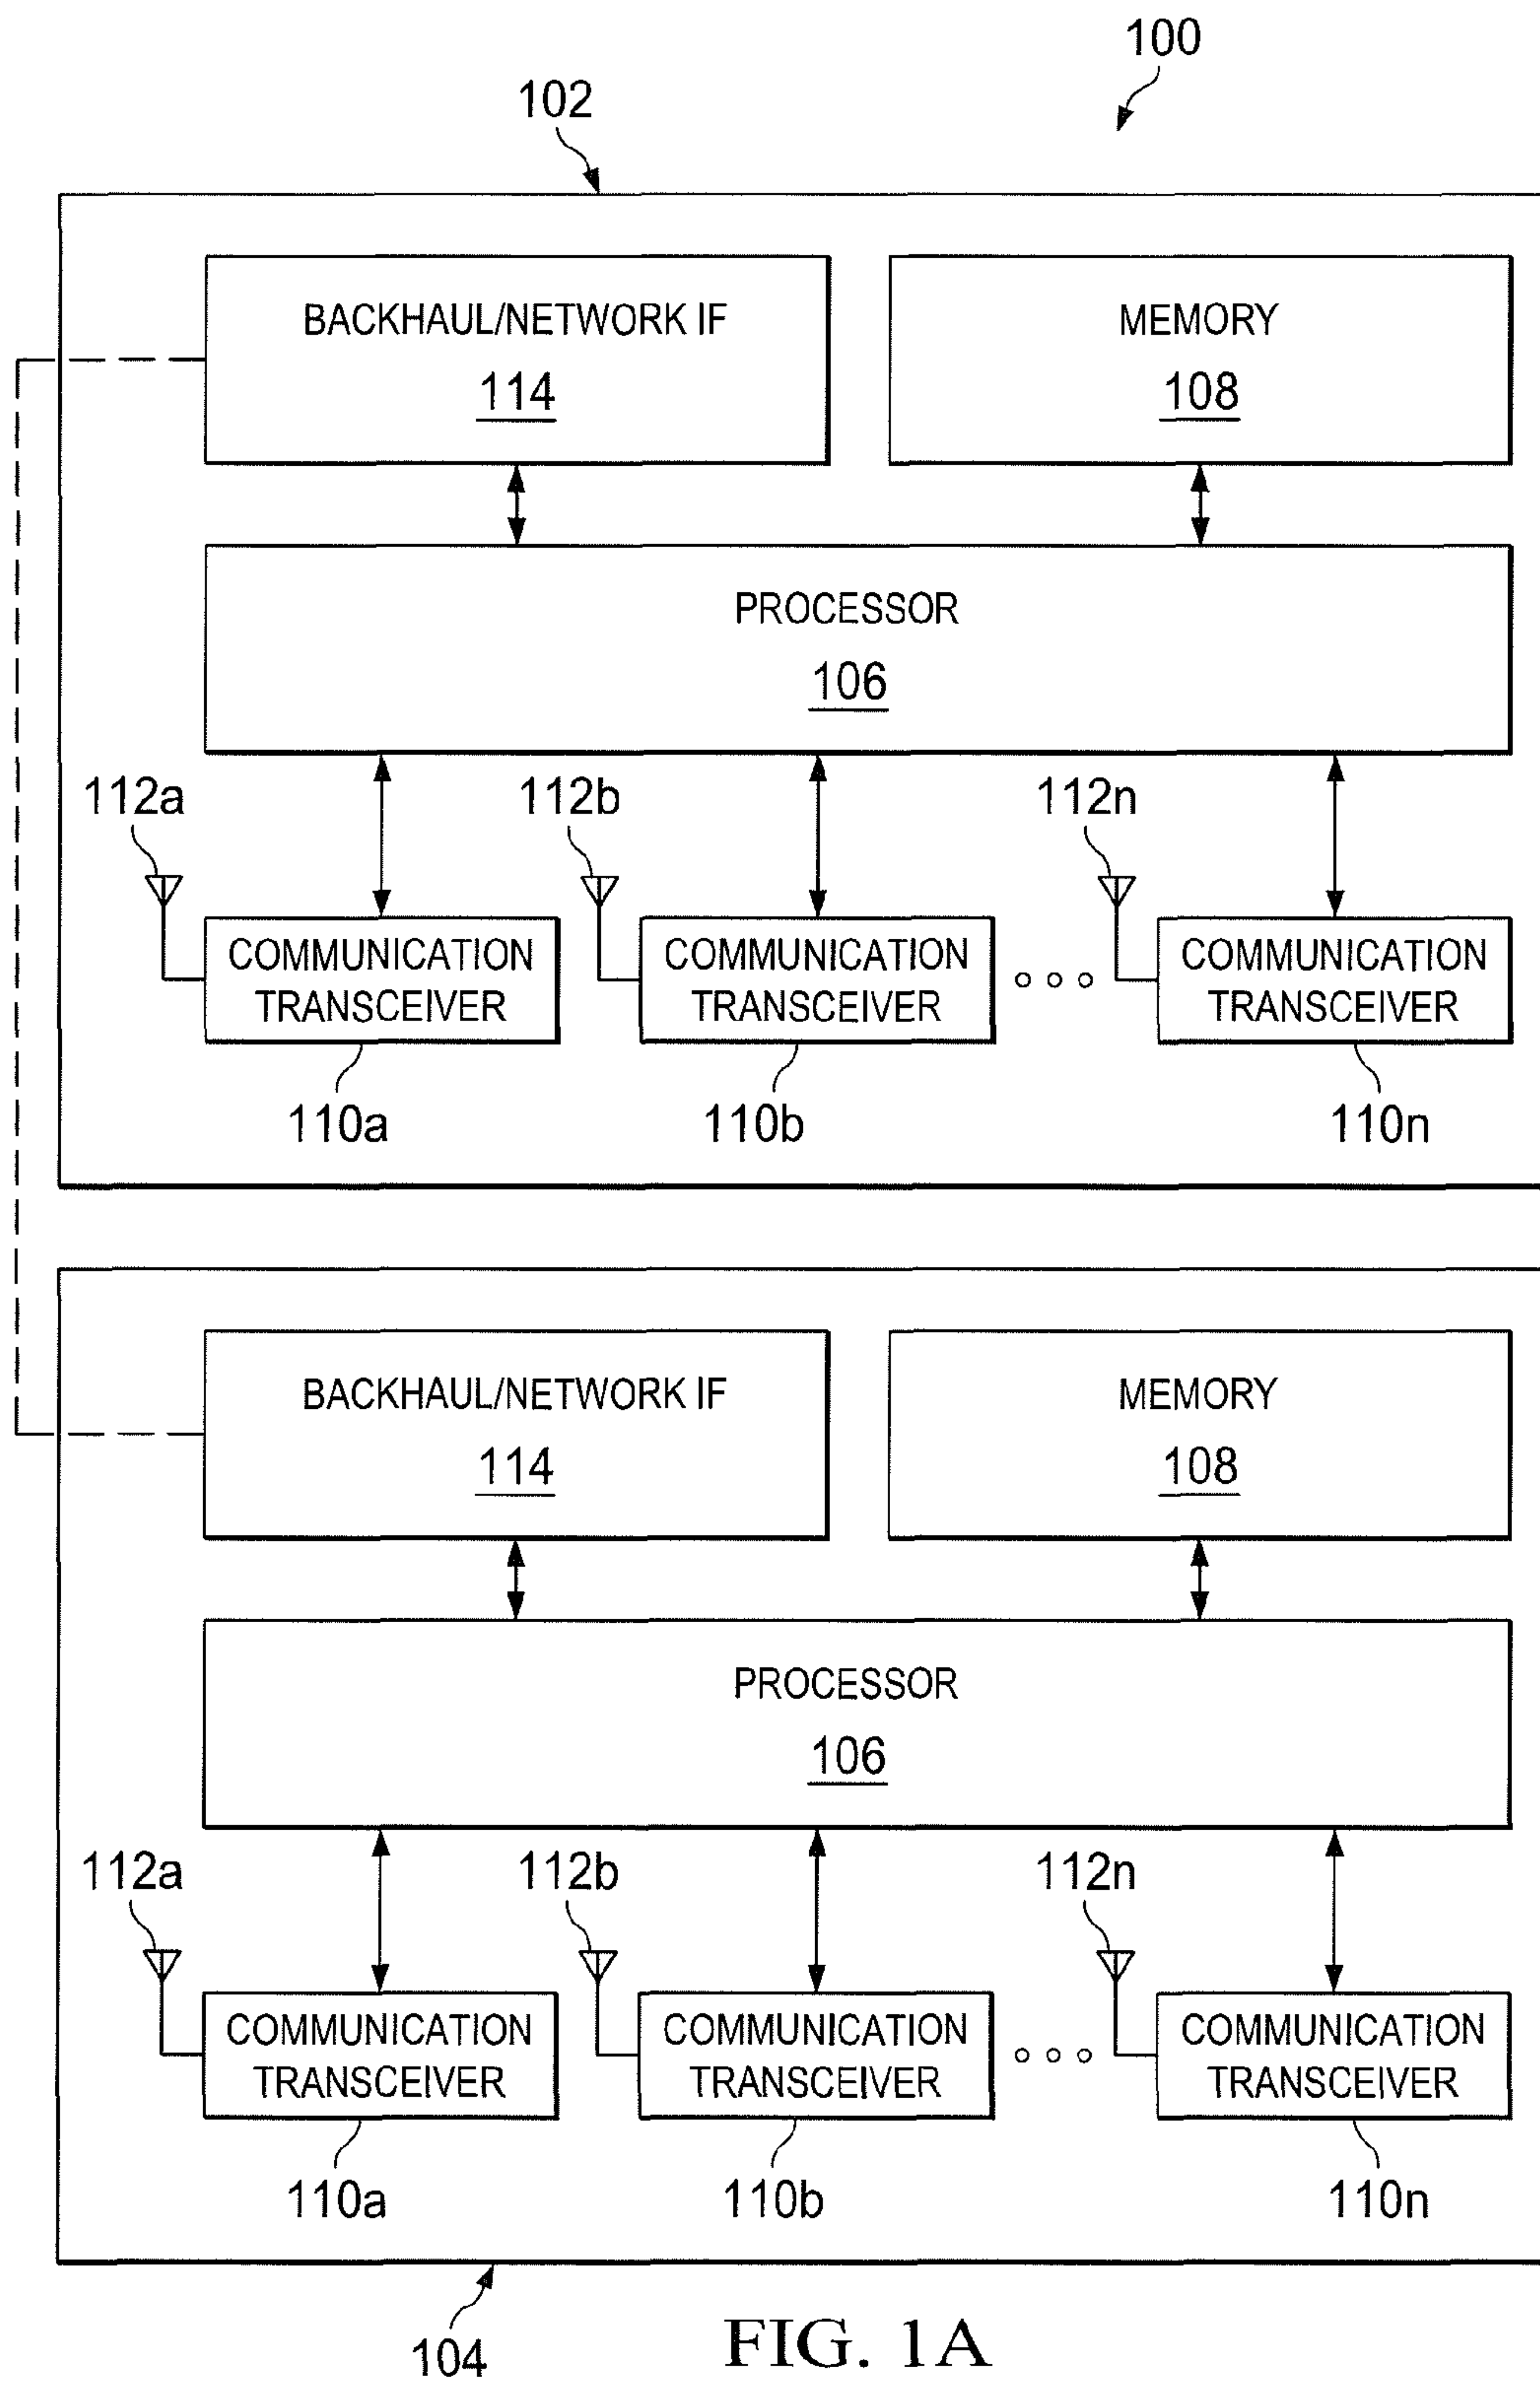 100
102
BACKHAUL/NETWORK IF
114
MEMORY
108
PROCESSOR
106
112a
112b
112n
COMMUNICATION
TRANSCEIVER
COMMUNICATION
TRANSCEIVER
COMMUNICATION
TRANSCEIVER
110a
110b
110n
BACKHAUL/NETWORK IF
114
MEMORY
108
PROCESSOR
106
112a
112b
112n
COMMUNICATION
TRANSCEIVER
COMMUNICATION
TRANSCEIVER
COMMUNICATION
TRANSCEIVER
110a
110b
110n
104
FIG. 1A